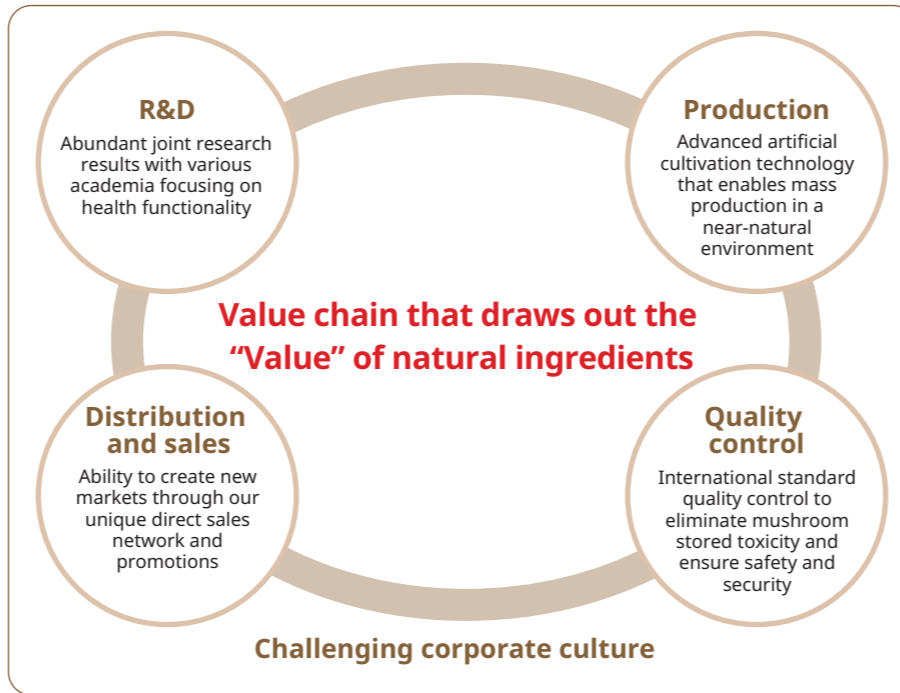 R&D
Abundant joint research
results with various
academia focusing on
health functionality
Production
Advanced artificial
cultivation technology
that enables mass
production in a
near-natural
environment
Value chain that draws out the
“Value” of natural ingredients
Distribution
and sales
Ability to create new
markets through our
unique direct sales
network and
promotions
Quality
control
International standard
quality control to
eliminate mushroom
stored toxicity and
ensure safety and
security
Challenging corporate culture